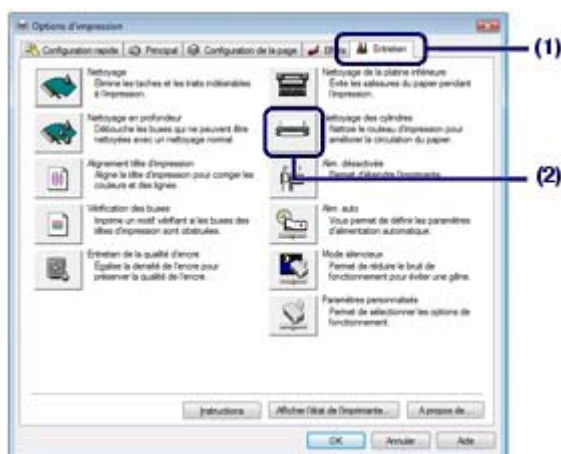 Options d'impression
Configuration rapide Principal Configuration de la page Effets Entretien
(1)
Nettoyage
Elimine les taches et les traits indésirables
à l'impression.
Nettoyage de la platine inférieure
Evite les salissures du papier pendant
l'impression.
Nettoyage en profondeur
Débouche les buses qui ne peuvent être
nettoyées avec un nettoyage normal.
Nettoyage des cylindres
Nettoie le rouleau d'impression pour
améliorer la circulation du papier.
(2)
Alignement tête d'impression
Aligne la tête d'impression pour corriger les
couleurs et des lignes.
Alim. désactivée
Permet d'éteindre l'imprimante.
Vérification des buses
Imprime un motif vérifiant si les buses des
têtes d'impression sont obstruées.
Alim. auto
Vous permet de définir les paramètres
d'alimentation automatique.
Entretien de la qualité d'encre
Egalise la densité de l'encre pour
préserver la qualité de l'encre.
Mode silencieux
Permet de réduire le bruit de
fonctionnement pour éviter une gêne.
Paramètres personnalisés
Permet de sélectionner les options de
fonctionnement.
Instructions Afficher l'état de l'imprimante... A propos de ...
OK Annuler Aide